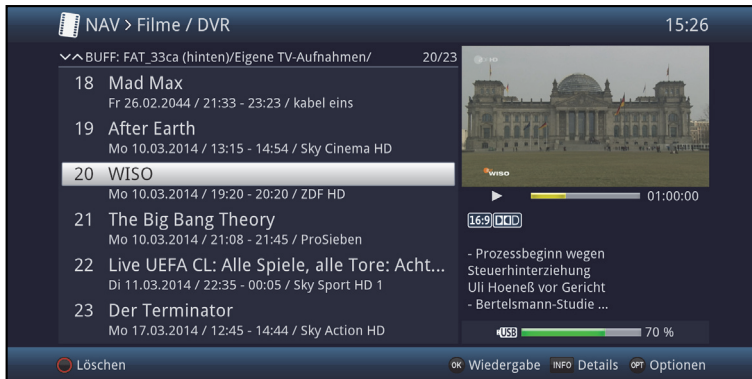 NAV > Filme / DVR 15:26
BUFF: FAT_33ca (hinten)/Eigene TV-Aufnahmen/ 20/23
18 Mad Max
Fr 26.02.2044 / 21:33 - 23:23 / kabel eins
19 After Earth
Mo 10.03.2014 / 13:15 - 14:54 / Sky Cinema HD
20 WISO
Mo 10.03.2014 / 19:20 - 20:20 / ZDF HD
21 The Big Bang Theory
Mo 10.03.2014 / 21:08 - 21:45 / ProSieben
22 Live UEFA CL: Alle Spiele, alle Tore: Acht...
Di 11.03.2014 / 22:35 - 00:05 / Sky Sport HD 1
23 Der Terminator
Mo 17.03.2014 / 12:45 - 14:44 / Sky Action HD
WISO
01:00:00
16:9 D
- Prozessbeginn wegen
Steuerhinterziehung
Uli Hoeneß vor Gericht
- Bertelsmann-Studie ...
USB 70 %
Löschen OK Wiedergabe INFO Details OPT Optionen